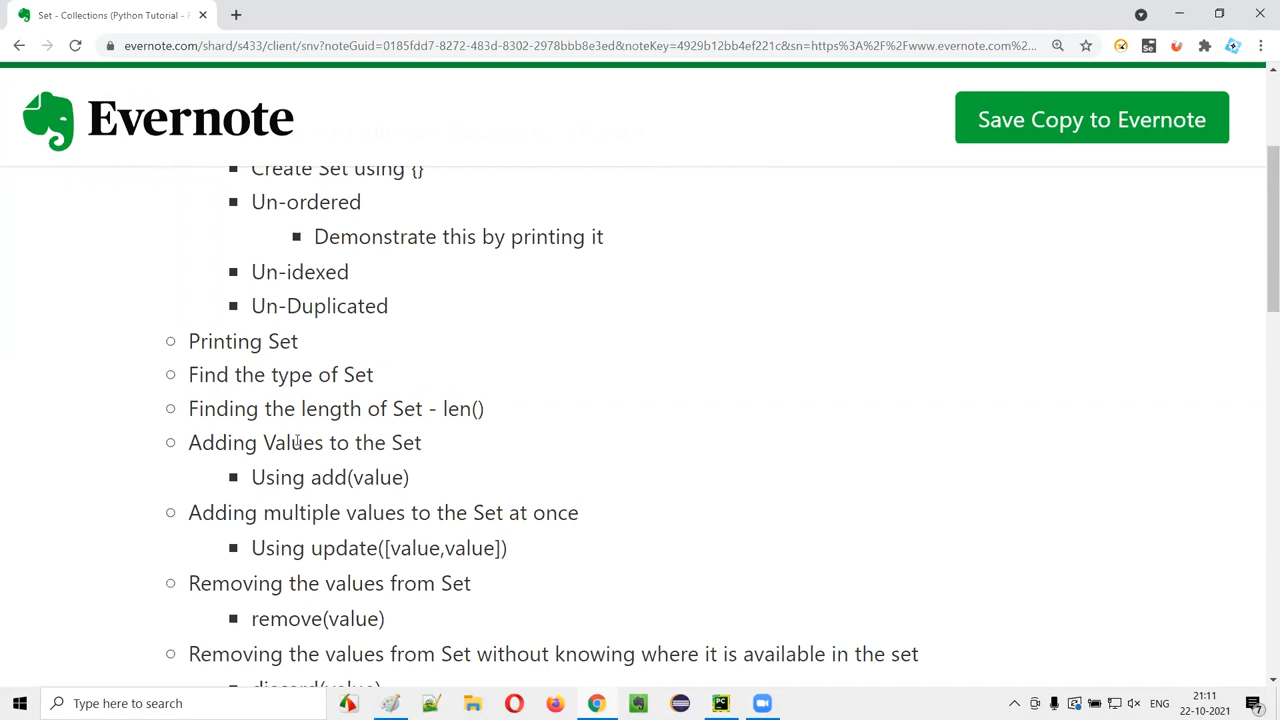 Set - Collections (Python Tutorial - F
evernote.com/shard/s433/client/snv?noteGuid=0185fdd7-8272-483d-8302-2978bbb8e3ed&noteKey=4929b12bb46f221c&sn=https%3A%2F%2Fwww.evernote.com%2...
Evernote
Save Copy to Evernote
Create Set using {}
Un-ordered
Demonstrate this by printing it
Un-idexed
Un-Duplicated
Printing Set
Find the type of Set
Finding the length of Set - len()
Adding Values to the Set
Using add(value)
Adding multiple values to the Set at once
Using update([value,value])
Removing the values from Set
remove(value)
Removing the values from Set without knowing where it is available in the set
discard(value)
Type here to search
ENG
21:11
22-10-2021
7